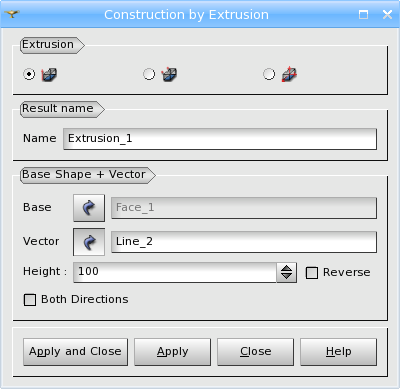 Construction by Extrusion
Extrusion
Result name
Name Extrusion_1
Base Shape + Vector
Base Face_1
Vector Line_2
Height : 100 Reverse
Both Directions
Apply and Close Apply Close Help